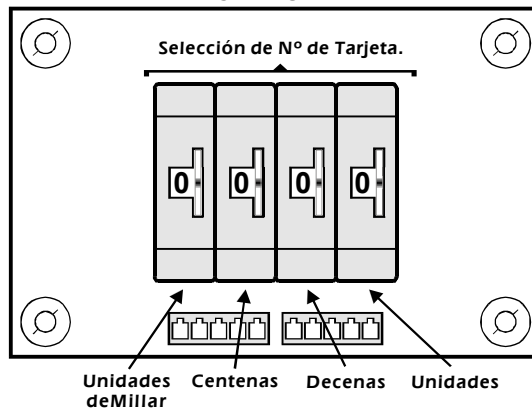 Selección de Nº de Tarjeta.
0 0 0 0
Unidades deMillar
Centenas Decenas Unidades